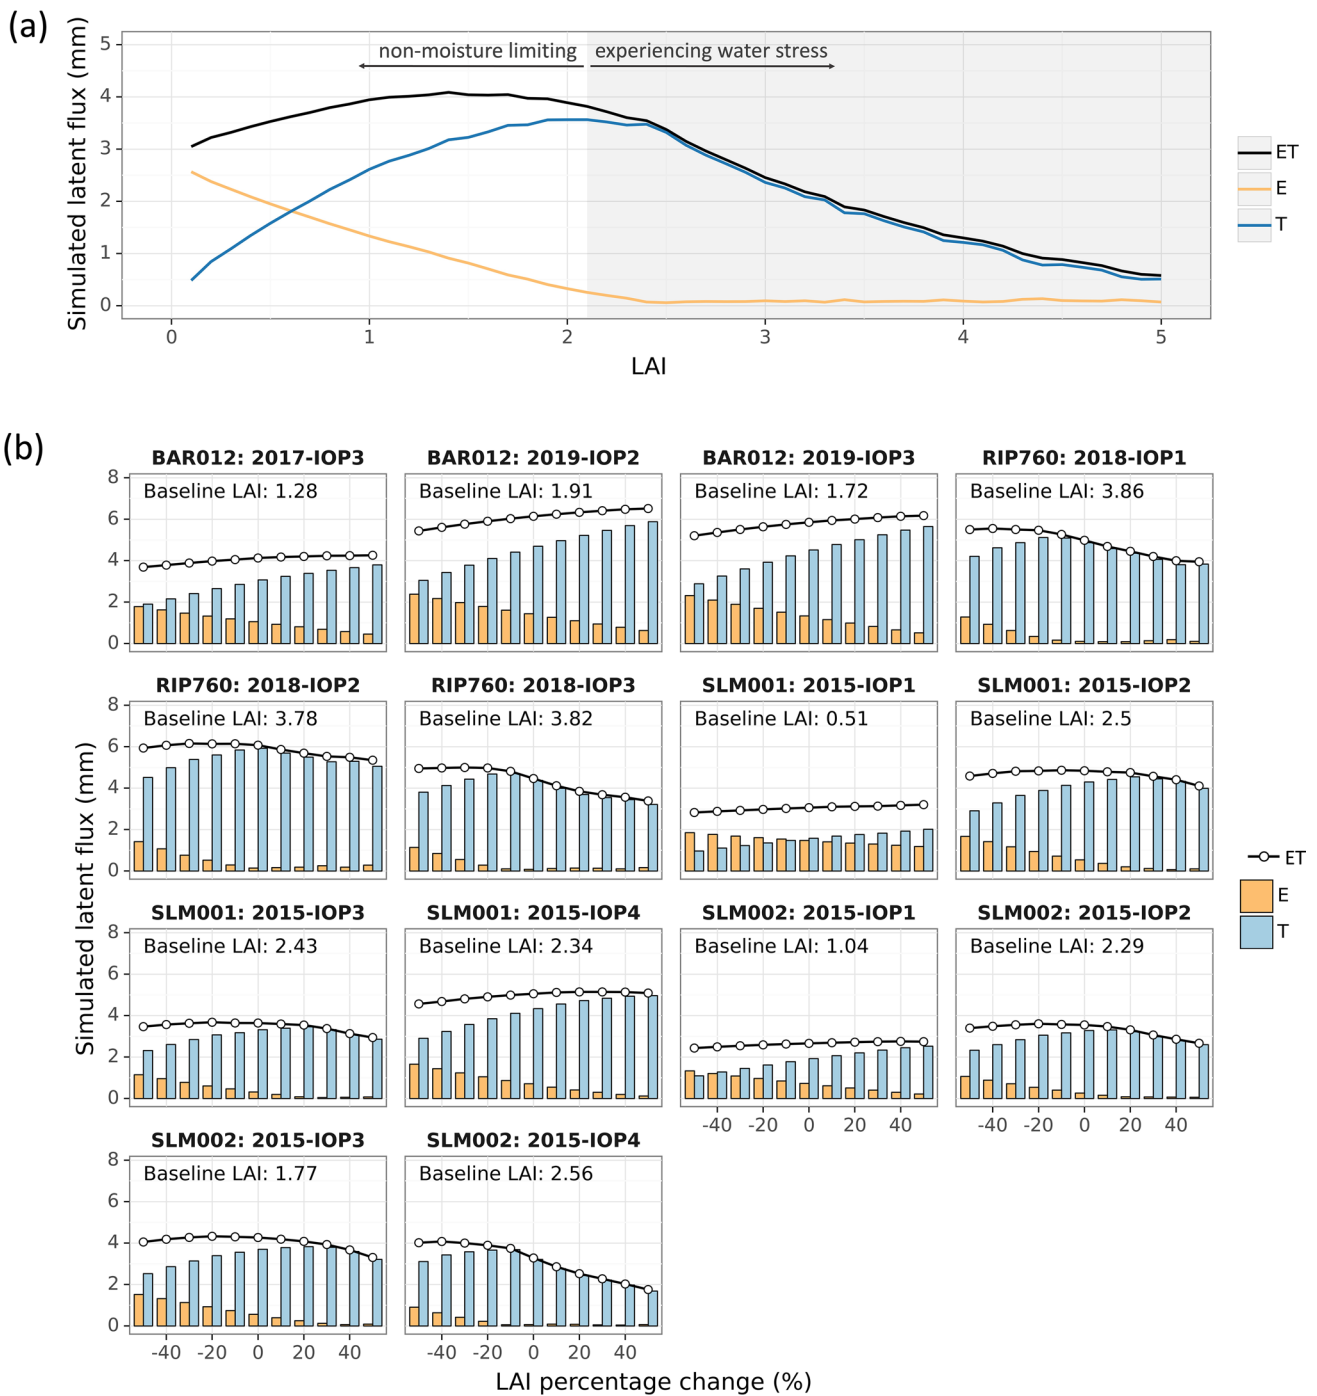 (a)
Simulated latent flux (mm)
5
4
3
2
1
0
non-moisture limiting
experiencing water stress
0 1 2 3 4 5
LAI
ET
E
T
(b)
Simulated latent flux (mm)
BAR012: 2017-IOP3 BAR012: 2019-IOP2 BAR012: 2019-IOP3 RIP760: 2018-IOP1
8
6
4
2
0
Baseline LAI: 1.28 Baseline LAI: 1.91 Baseline LAI: 1.72 Baseline LAI: 3.86
RIP760: 2018-IOP2 RIP760: 2018-IOP3 SLM001: 2015-IOP1 SLM001: 2015-IOP2
8
6
4
2
0
Baseline LAI: 3.78 Baseline LAI: 3.82 Baseline LAI: 0.51 Baseline LAI: 2.5
ET
E
T
SLM001: 2015-IOP3 SLM001: 2015-IOP4 SLM002: 2015-IOP1 SLM002: 2015-IOP2
8
6
4
2
0
Baseline LAI: 2.43 Baseline LAI: 2.34 Baseline LAI: 1.04 Baseline LAI: 2.29
-40 -20 0 20 40 -40 -20 0 20 40
SLM002: 2015-IOP3 SLM002: 2015-IOP4
8
6
4
2
0
Baseline LAI: 1.77 Baseline LAI: 2.56
-40 -20 0 20 40 -40 -20 0 20 40
LAI percentage change (%)